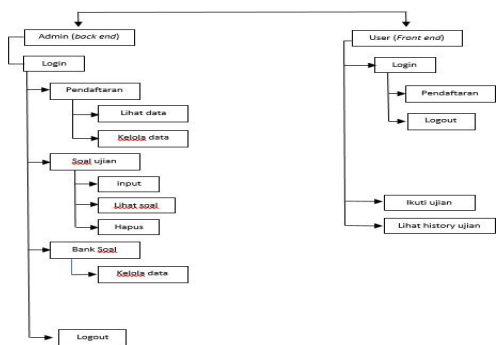 Admin (back end)
Login
Pendaftaran
Lihat data
Kelola data
Soal ujian
input
Lihat soal
Hapus
Bank Soal
Kelola data
Logout
User (Front end)
Login
Pendaftaran
Logout
Ikuti ujian
Lihat history ujian